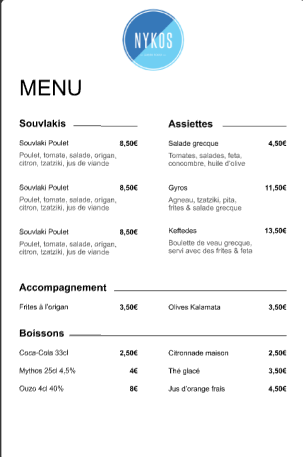 NYKOS
MENU
Souvlakis
Souvlaki Poulet 8,50€
Poulet, tomate, salade, origan,
citron, tzatziki, jus de viande
Souvlaki Poulet 8,50€
Poulet, tomate, salade, origan,
citron, tzatziki, jus de viande
Souvlaki Poulet 8,50€
Poulet, tomate, salade, origan,
citron, tzatziki, jus de viande
Assiettes
Salade grecque 4,50€
Tomates, salades, feta,
concombre, huile d'olive
Gyros 11,50€
Agneau, tzatziki, pita,
frites & salade grecque
Keftedes 13,50€
Boulette de veau grecque,
servi avec des frites & feta
Accompagnement
Frites à l'origan 3,50€
Olives Kalamata 3,50€
Boissons
Coca-Cola 33cl 2,50€
Citronnade maison 2,50€
Mythos 25cl 4,5% 4€
Thé glacé 3,50€
Ouzo 4cl 40% 8€
Jus d'orange frais 4,50€